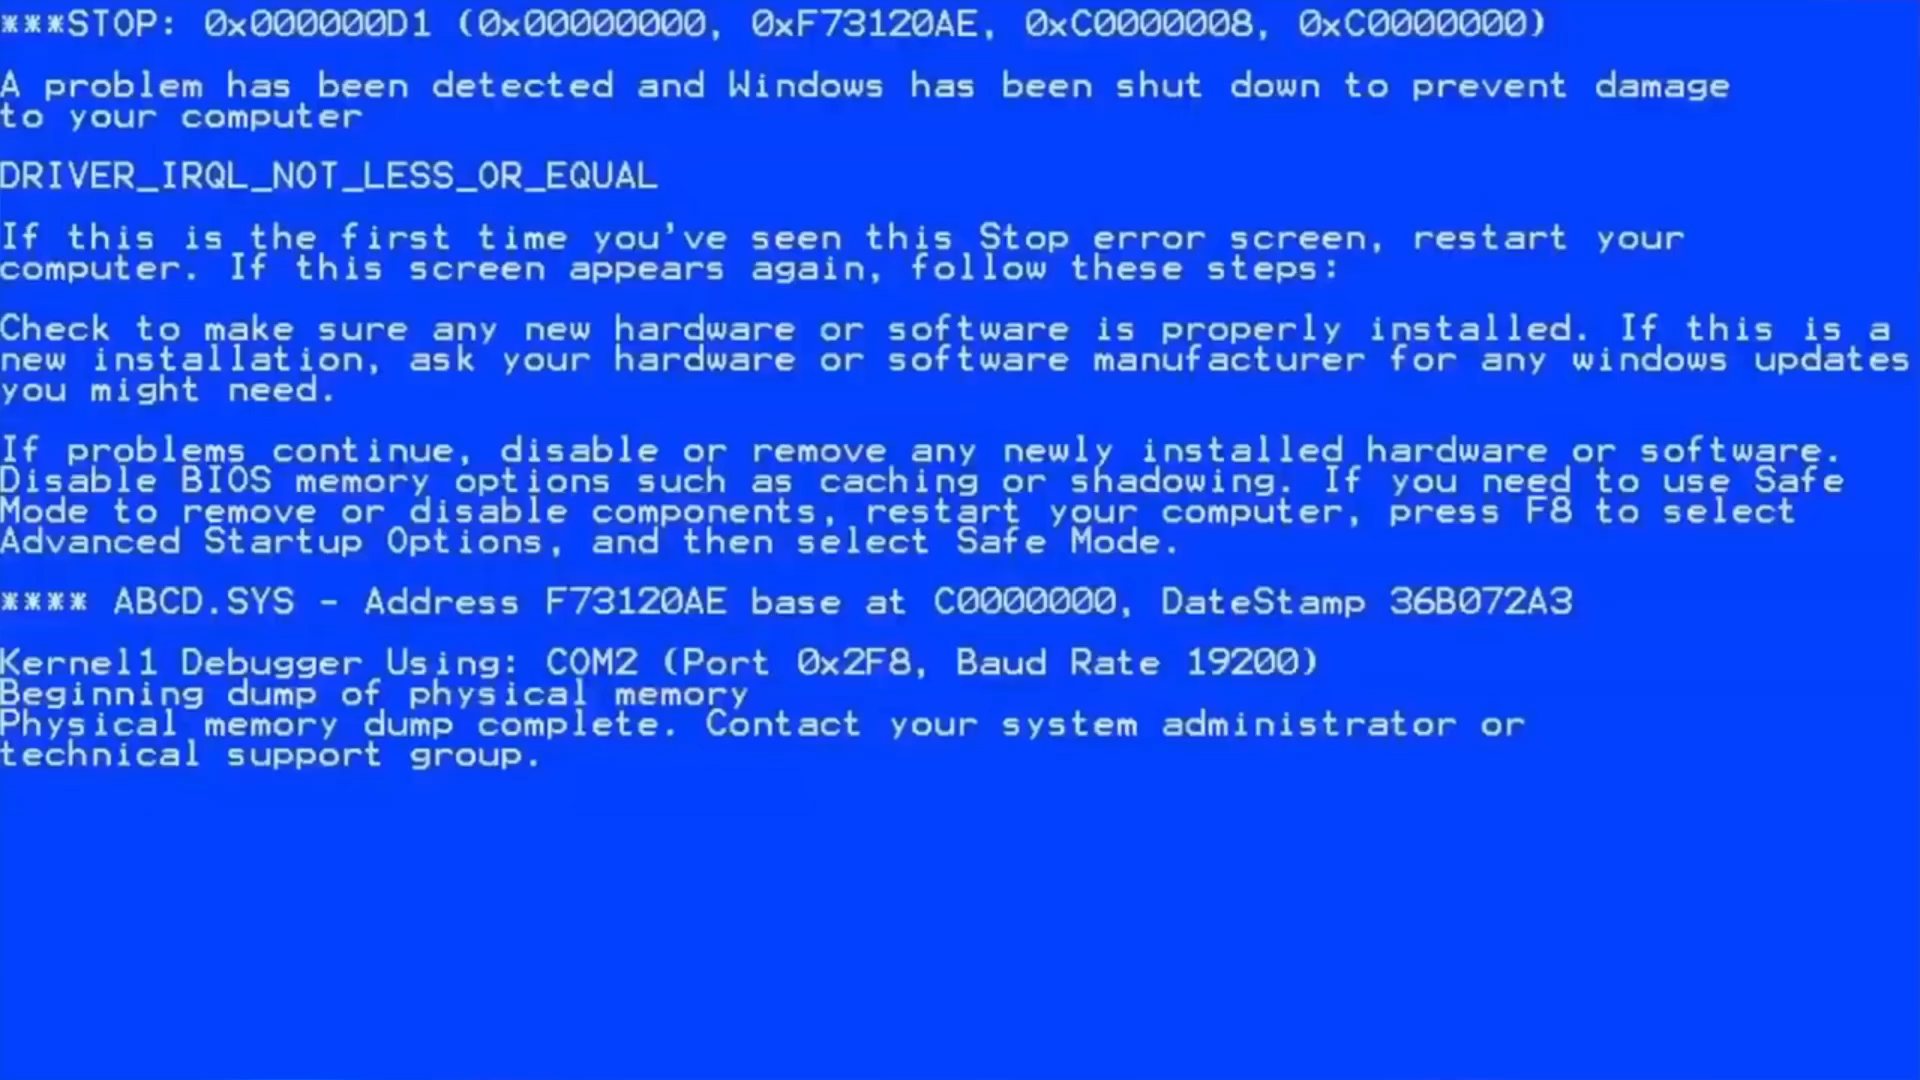 ***STOP: 0x000000D1 (0x00000000, 0xF73120AE, 0xC0000008, 0xC0000000)
A problem has been detected and Windows has been shut down to prevent damage
to your computer
DRIVER_IRQL_NOT_LESS_OR_EQUAL
If this is the first time you've seen this Stop error screen, restart your
computer. If this screen appears again, follow these steps:
Check to make sure any new hardware or software is properly installed. If this is a
new installation, ask your hardware or software manufacturer for any windows updates
you might need.
If problems continue, disable or remove any newly installed hardware or software.
Disable BIOS memory options such as caching or shadowing. If you need to use Safe
Mode to remove or disable components, restart your computer, press F8 to select
Advanced Startup Options, and then select Safe Mode.
**** ABCD.SYS - Address F73120AE base at C0000000, DateStamp 36B072A3
Kernel1 Debugger Using: COM2 (Port 0x2F8, Baud Rate 19200)
Beginning dump of physical memory
Physical memory dump complete. Contact your system administrator or
technical support group.